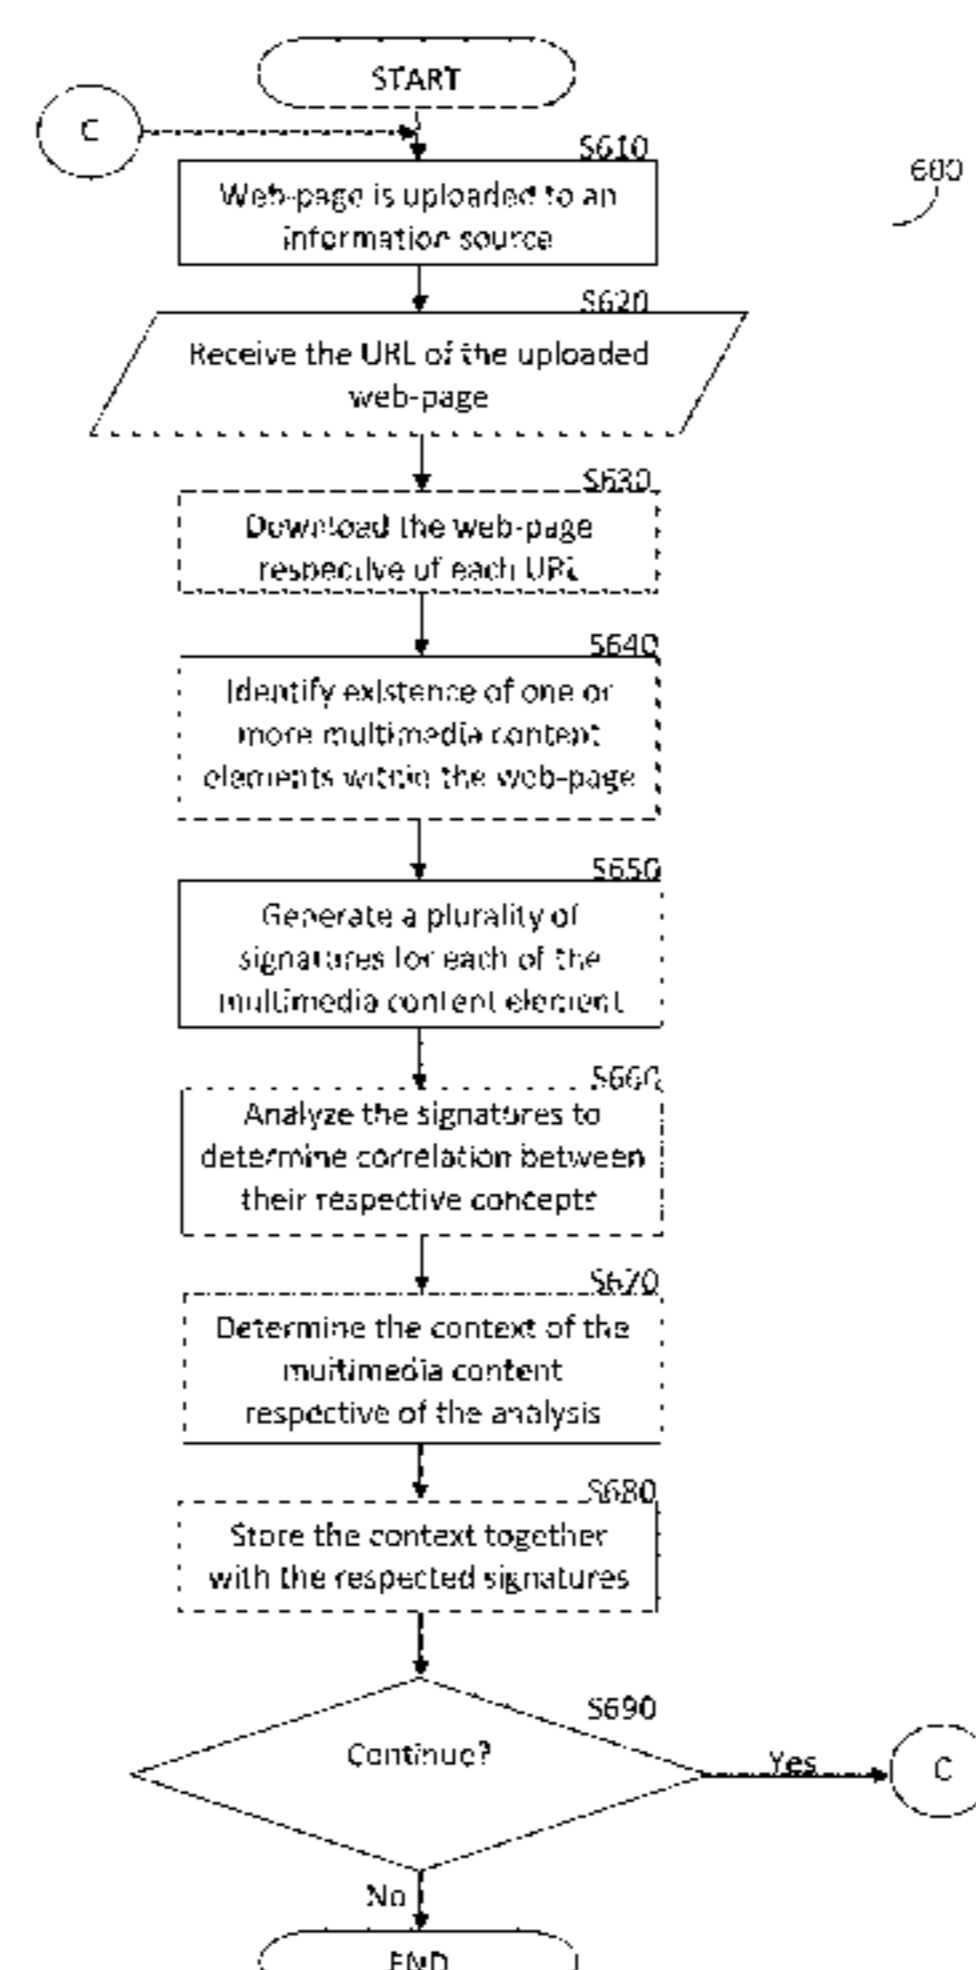 START
C
S610
600
Web-page is uploaded to an
information source
S620
Receive the URL of the uploaded
web-page
S630
Download the web-page
respective of each URL
S640
Identify existence of one or
more multimedia content
elements within the web-page
S650
Generate a plurality of
signatures for each of the
multimedia content element
S660
Analyze the signatures to
determine correlation between
their respective concepts
S670
Determine the context of the
multimedia content
respective of the analysis
S680
Store the context together
with the respected signatures
S690
Continue?
Yes
C
No
END